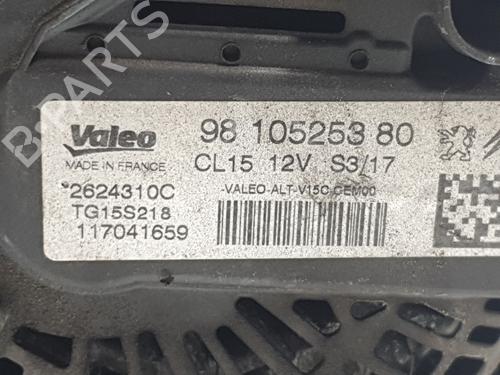 B-PARTS
Valeo
MADE IN FRANCE
98 105253 80
CL15 12V S3/17
*2624310C
-VALEO-ALT-V15C-CEM00
TG15S218
117041659